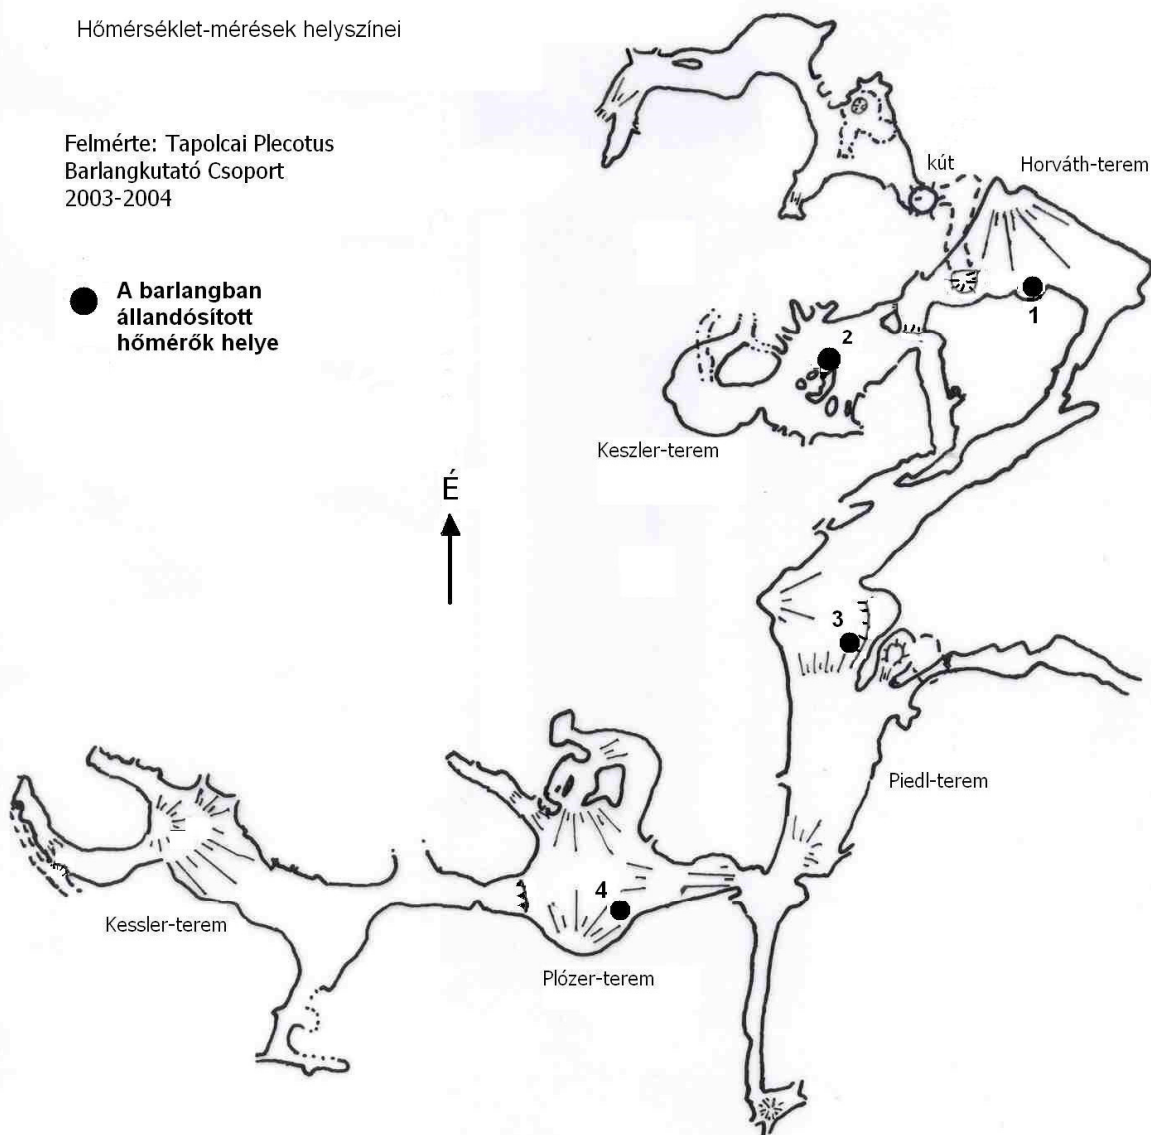 Hőmérséklet-mérések helyszínei
Felmérte: Tapolcai Plecotus
Barlangkutató Csoport
2003-2004
A barlangban
állandósított
hőmérők helye
kút
Horváth-terem
1
2
Keszler-terem
É
3
Piedl-terem
4
Kessler-terem
Plózer-terem